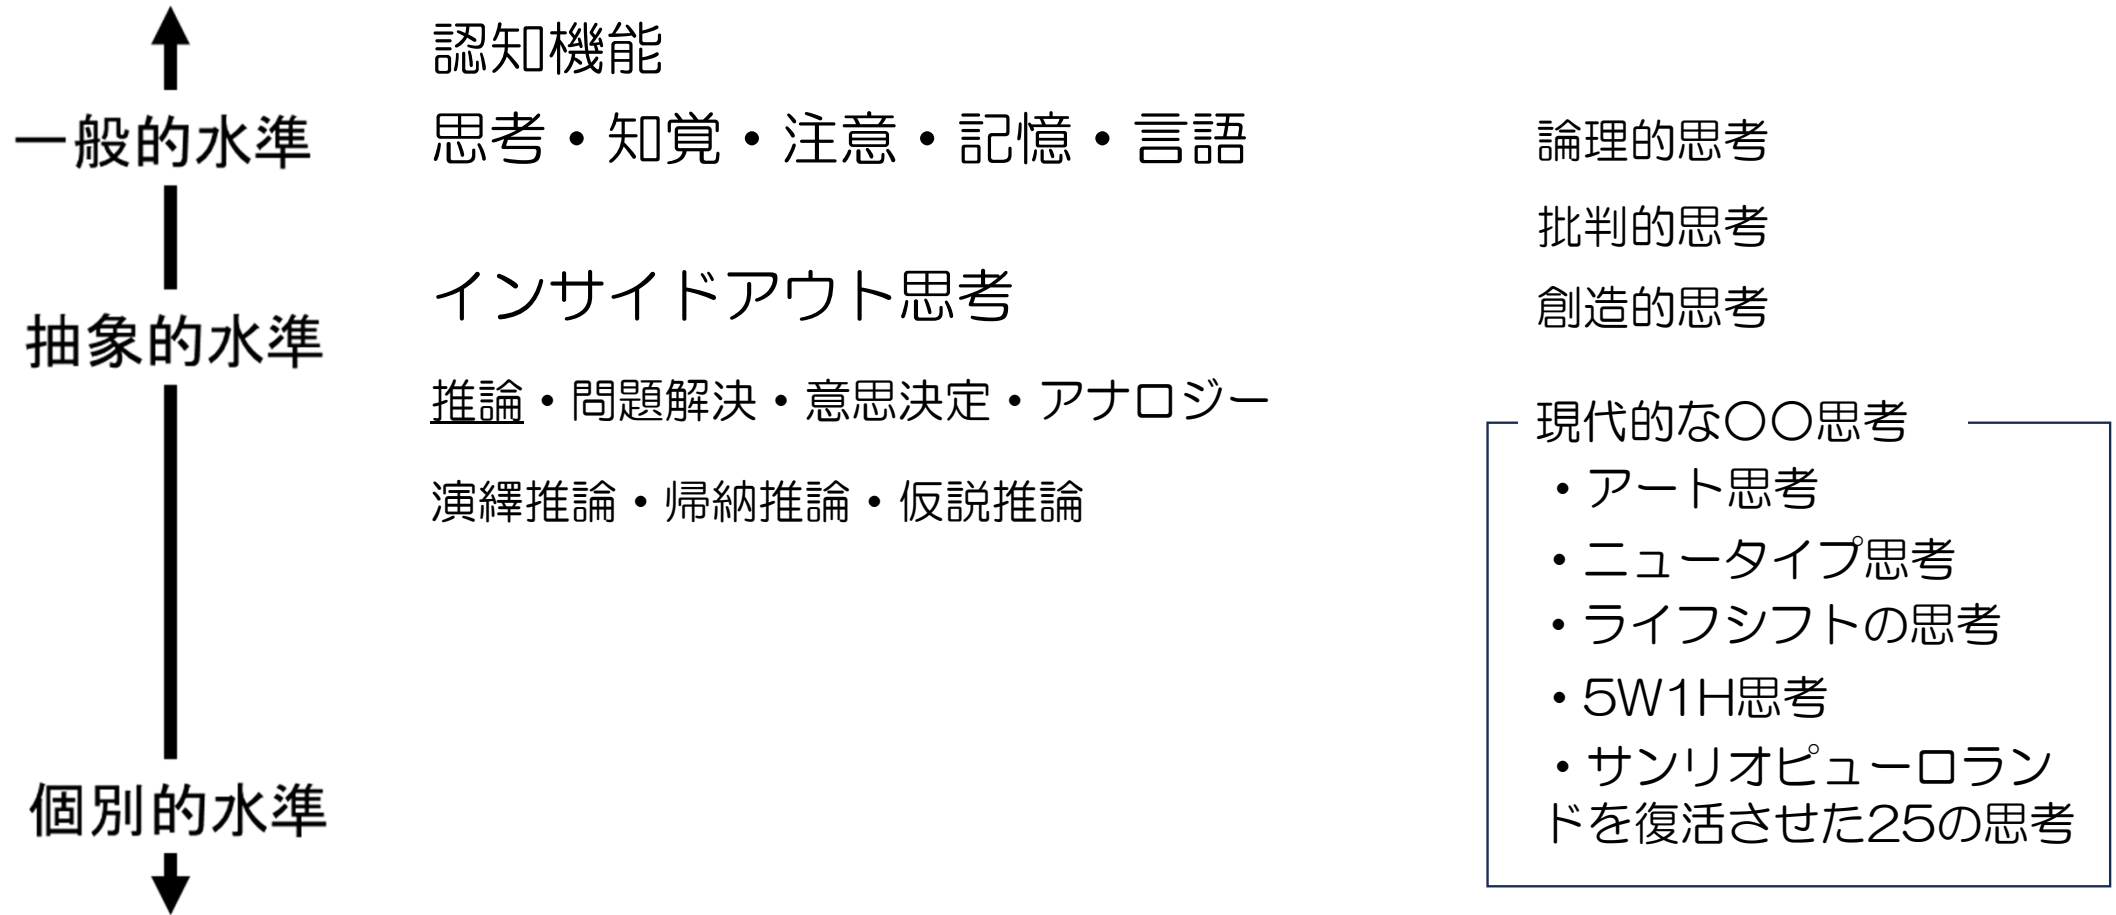 一般的水準
抽象的水準
個別的水準
認知機能
思考・知覚・注意・記憶・言語
インサイドアウト思考
推論・問題解決・意思決定・アナロジー
演繹推論・帰納推論・仮説推論
論理的思考
批判的思考
創造的思考
現代的な〇〇思考
・アート思考
・ニュータイプ思考
・ライフシフトの思考
・5W1H思考
・サンリオピューロラン
ドを復活させた25の思考